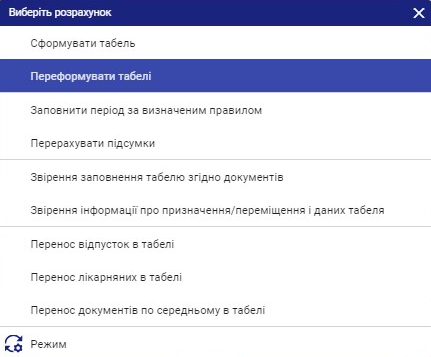 Виберіть розрахунок
Сформувати табель
Переформувати табелі
Заповнити період за визначеним правилом
Перерахувати підсумки
Звірення заповнення табелю згідно документів
Звірення інформації про призначення/переміщення і даних табеля
Перенос відпусток в табелі
Перенос лікарняних в табелі
Перенос документів по середньому в табелі
Режим